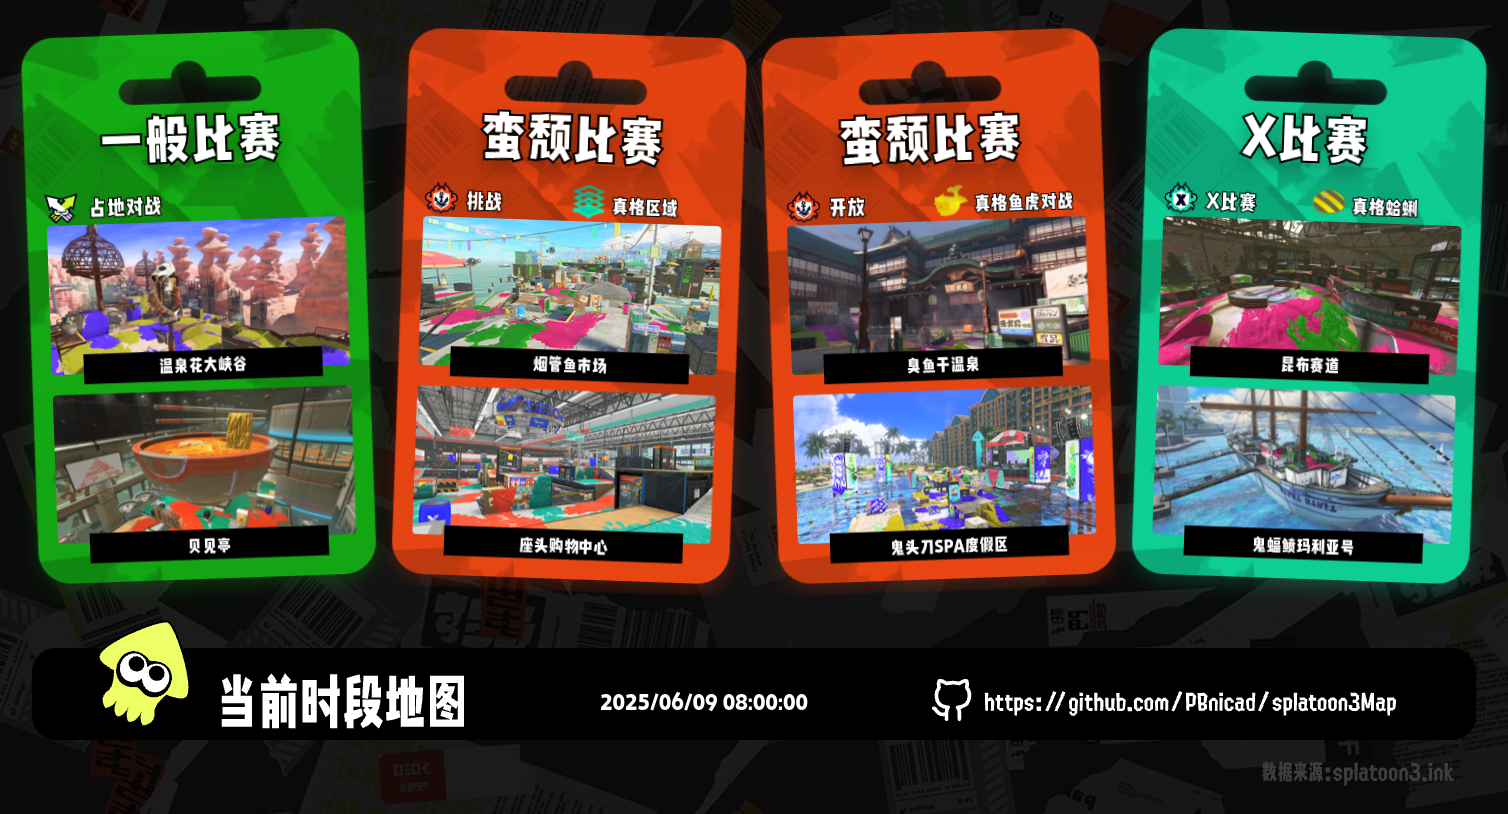 一般比赛
占地对战
温泉花大峡谷
贝贝亭
蛮颓比赛
挑战
真格区域
烟管鱼市场
座头购物中心
蛮颓比赛
开放
真格鱼虎对战
臭鱼干温泉
鬼头刀SPA度假区
X比赛
X比赛
真格蛤蜊
昆布赛道
鬼蝠鲼玛利亚号
当前时段地图
2025/06/09 08:00:00
https://github.com/PBnicad/splatoon3Map
数据来源:splatoon3.ink